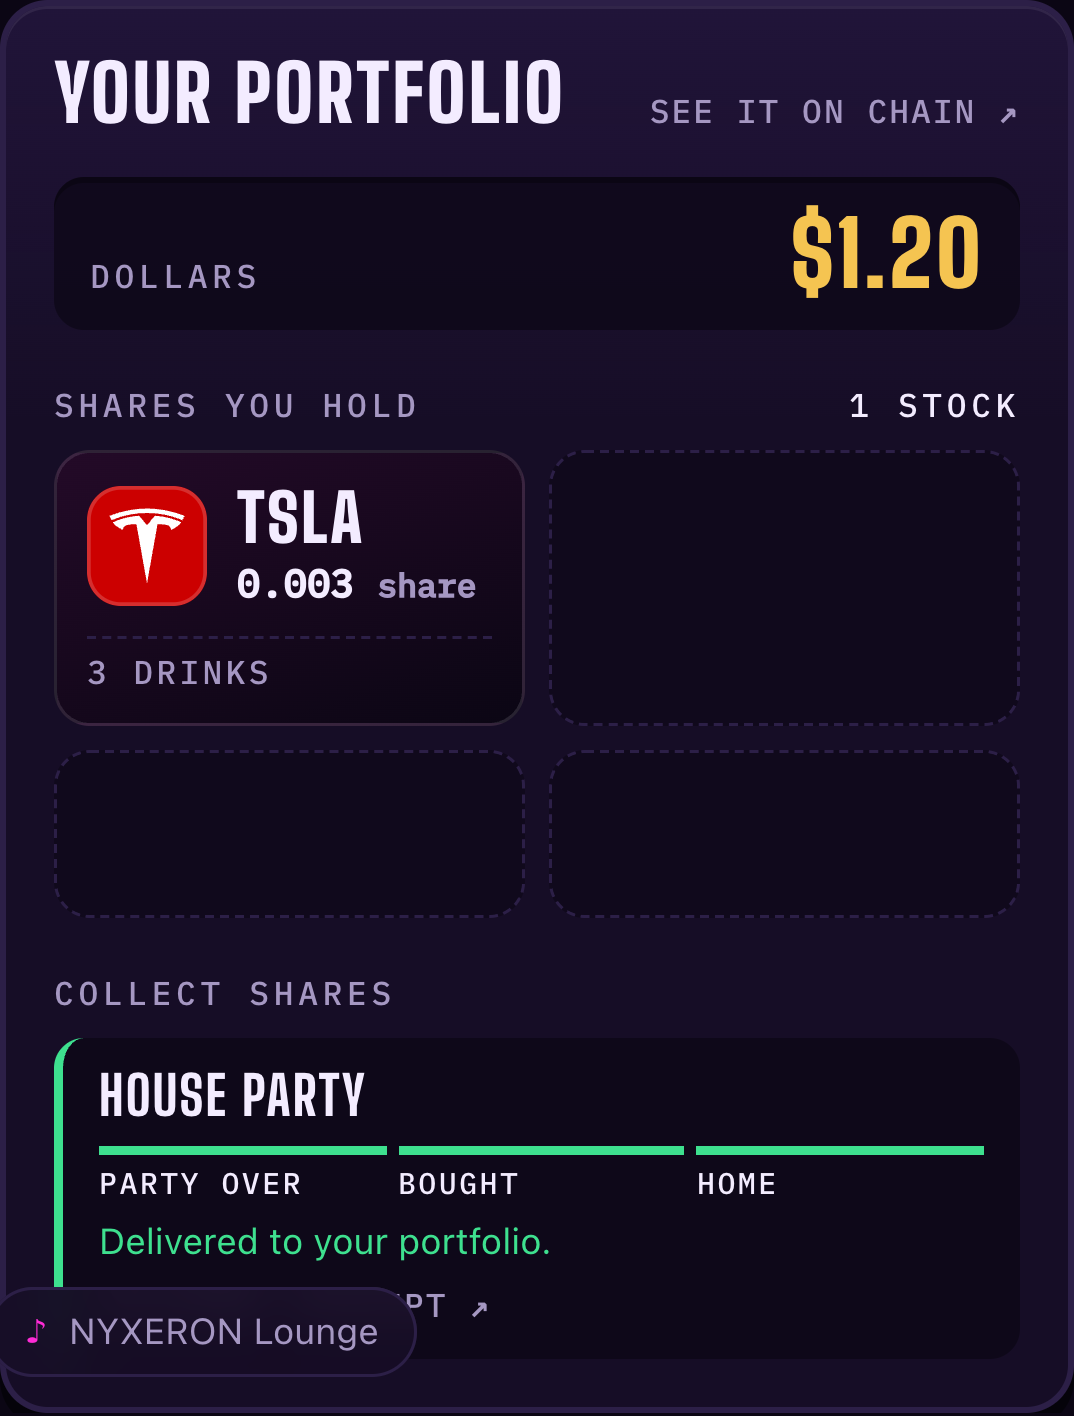 YOUR PORTFOLIO
SEE IT ON CHAIN ↗
DOLLARS
$1.20
SHARES YOU HOLD
1 STOCK
TSLA
0.003 share
3 DRINKS
COLLECT SHARES
HOUSE PARTY
PARTY OVER
BOUGHT
HOME
Delivered to your portfolio.
PT ↗
♪ NYXERON Lounge